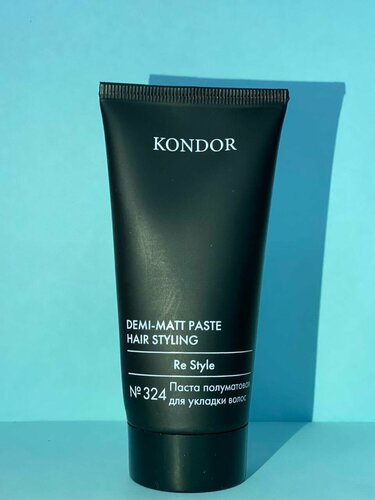 KONDOR
DEMI-MATT PASTE
HAIR STYLING
Re Style
№ 324
Паста полуматовая
для укладки волос